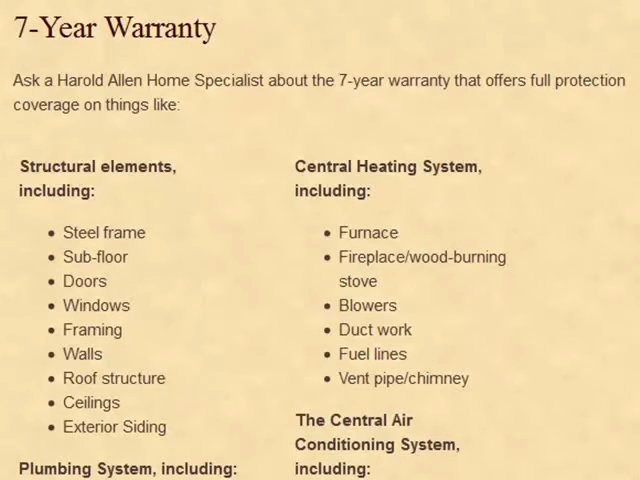 7-Year Warranty
Ask a Harold Allen Home Specialist about the 7-year warranty that offers full protection
coverage on things like:
Structural elements,
including:
• Steel frame
• Sub-floor
• Doors
• Windows
• Framing
• Walls
• Roof structure
• Ceilings
• Exterior Siding
Plumbing System, including:
Central Heating System,
including:
• Furnace
• Fireplace/wood-burning
stove
• Blowers
• Duct work
• Fuel lines
• Vent pipe/chimney
The Central Air
Conditioning System,
including: